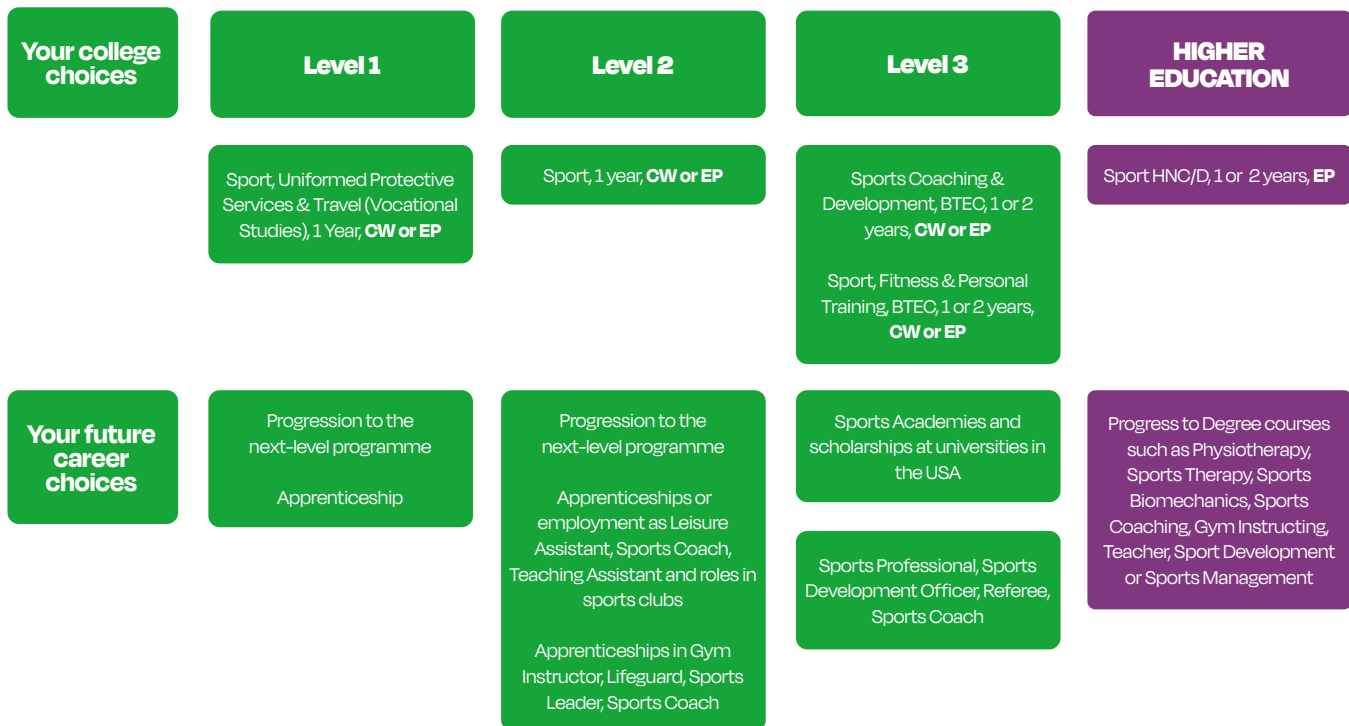 Your college
choices
Level 1
Level 2
Level 3
HIGHER
EDUCATION
Sport, Uniformed Protective
Services & Travel (Vocational
Studies), 1 Year, CW or EP
Sport, 1 year, CW or EP
Sports Coaching &
Development, BTEC, 1 or 2
years, CW or EP
Sport, Fitness & Personal
Training, BTEC, 1 or 2 years,
CW or EP
Sport HNC/D, 1 or 2 years, EP
Your future
career
choices
Progression to the
next-level programme
Apprenticeship
Progression to the
next-level programme
Apprenticeships or
employment as Leisure
Assistant, Sports Coach,
Teaching Assistant and roles in
sports clubs
Apprenticeships in Gym
Instructor, Lifeguard, Sports
Leader, Sports Coach
Sports Academies and
scholarships at universities in
the USA
Sports Professional, Sports
Development Officer, Referee,
Sports Coach
Progress to Degree courses
such as Physiotherapy,
Sports Therapy, Sports
Biomechanics, Sports
Coaching, Gym Instructing,
Teacher, Sport Development
or Sports Management